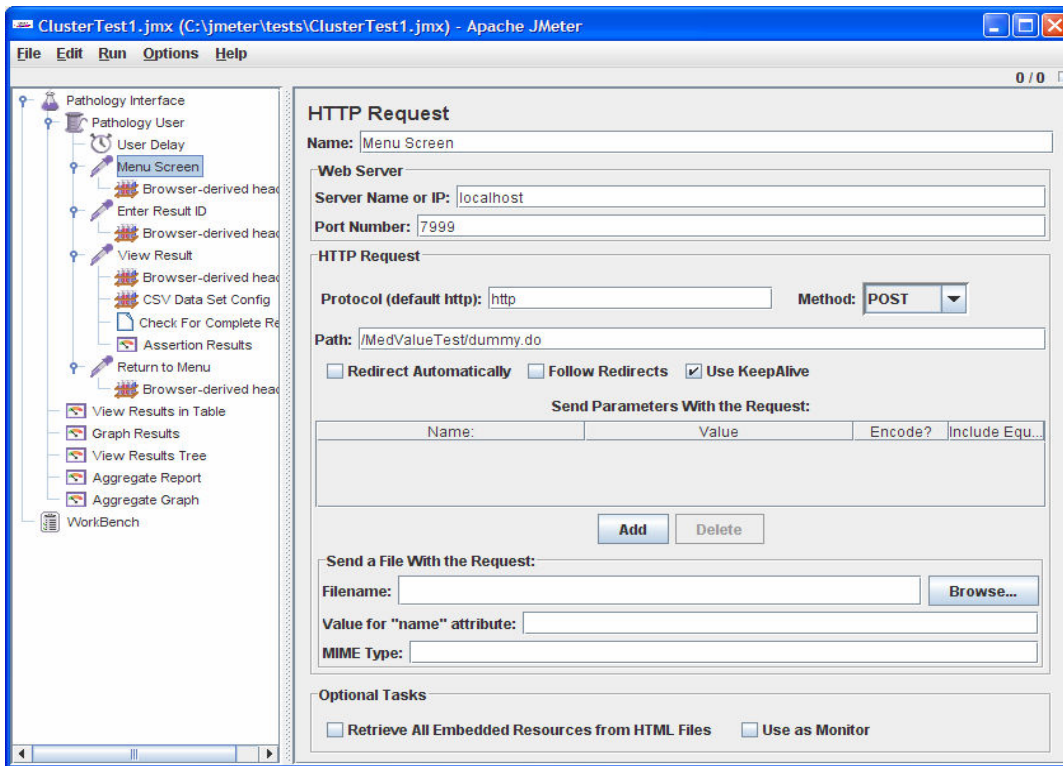 ClusterTest1.jmx (C:\jmeter\tests\ClusterTest1.jmx) - Apache JMeter
File Edit Run Options Help
0 / 0
Pathology Interface
Pathology User
User Delay
Menu Screen
Browser-derived head
Enter Result ID
Browser-derived head
View Result
Browser-derived head
CSV Data Set Config
Check For Complete Re
Assertion Results
Return to Menu
Browser-derived head
View Results in Table
Graph Results
View Results Tree
Aggregate Report
Aggregate Graph
WorkBench
HTTP Request
Name: Menu Screen
Web Server
Server Name or IP: localhost
Port Number: 7999
HTTP Request
Protocol (default http): http Method: POST
Path: /MedValueTest/dummy.do
Redirect Automatically Follow Redirects Use KeepAlive
Send Parameters With the Request:
Name: Value Encode? Include Equ...
Add Delete
Send a File With the Request:
Filename: Browse...
Value for "name" attribute:
MIME Type:
Optional Tasks
Retrieve All Embedded Resources from HTML Files Use as Monitor